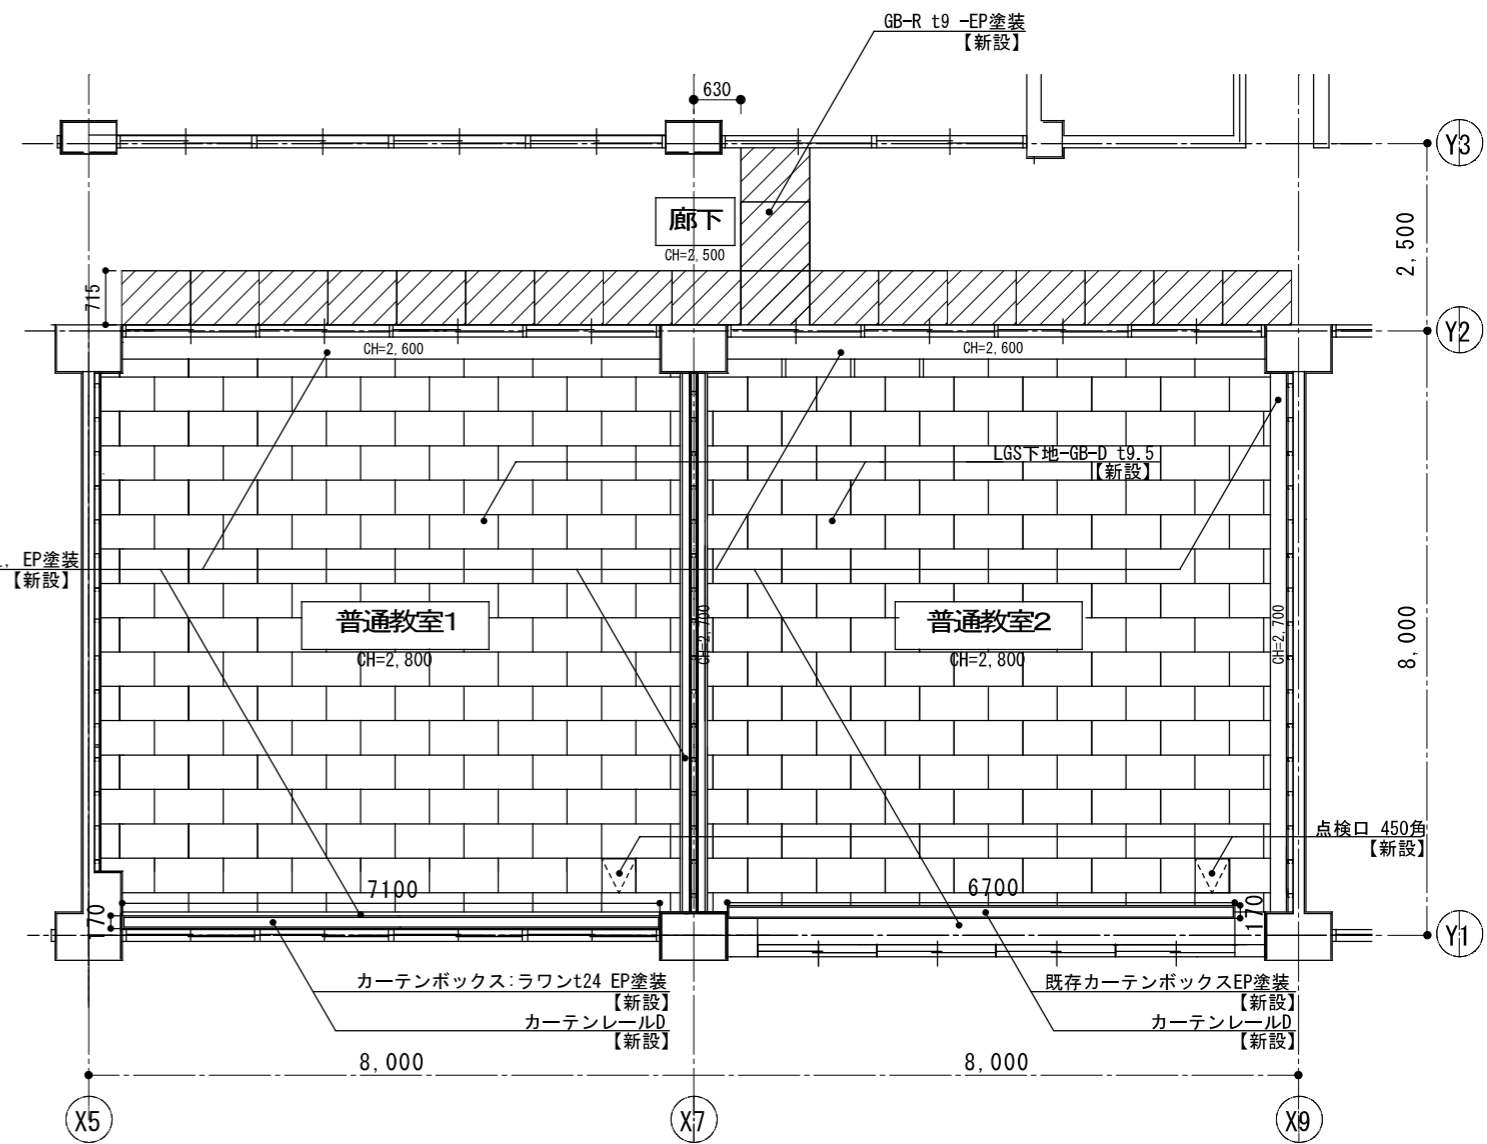 GB-R t9 -EP塗装
【新設】
630
Y3
廊下
CH=2,500
2,500
715
Y2
CH=2,600
CH=2,600
LGS下地-GB-D t9.5
【新設】
EP塗装
【新設】
普通教室1
CH=2,800
CH=2,700
普通教室2
CH=2,800
CH=2,700
8,000
点検口 450角
【新設】
7100
6700
70
170
Y1
カーテンボックス:ラワンt24 EP塗装
【新設】
カーテンレールD
【新設】
既存カーテンボックスEP塗装
【新設】
カーテンレールD
【新設】
8,000
8,000
X5
X7
X9